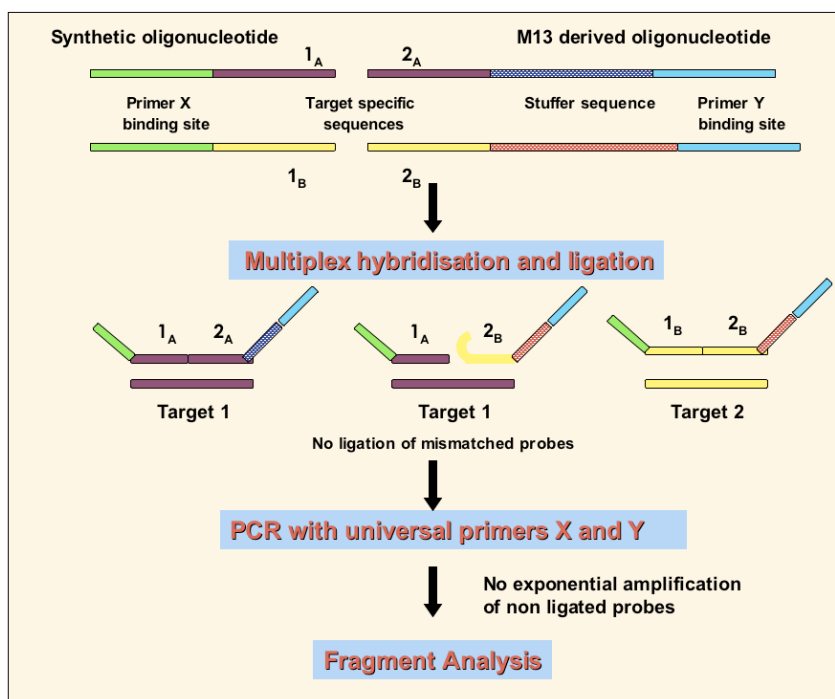 Synthetic oligonucleotide
M13 derived oligonucleotide
1A
2A
Primer X
binding site
Target specific
sequences
Stuffer sequence
Primer Y
binding site
1B
2B
Multiplex hybridisation and ligation
1A 2A
1A 2B
1B 2B
Target 1
Target 1
Target 2
No ligation of mismatched probes
PCR with universal primers X and Y
No exponential amplification
of non ligated probes
Fragment Analysis